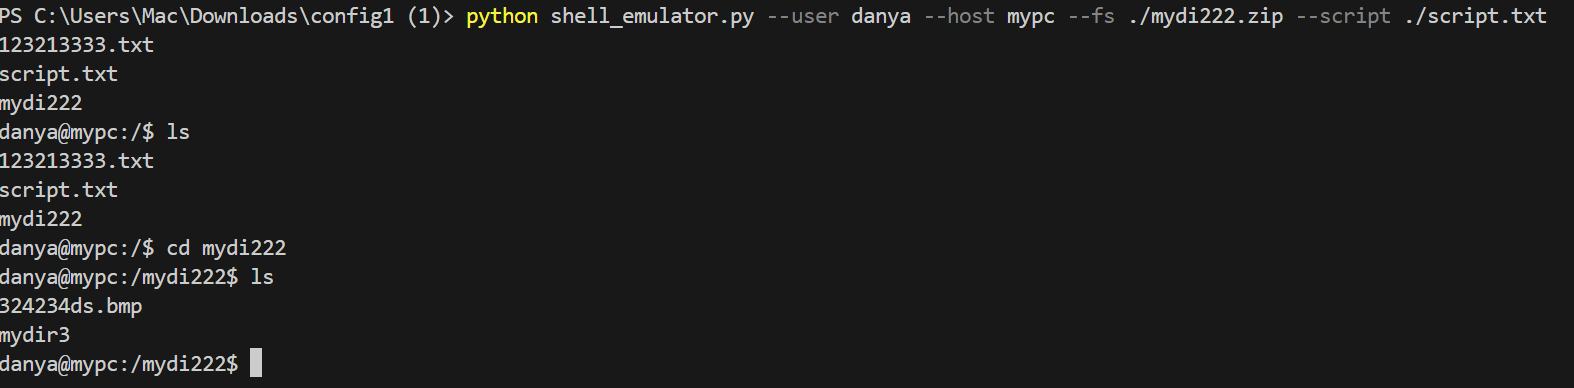 PS C:\Users\Mac\Downloads\config1 (1)> python shell_emulator.py --user danya --host mypc --fs ./mydi222.zip --script ./script.txt
123213333.txt
script.txt
mydi222
danya@mypc:/$ ls
123213333.txt
script.txt
mydi222
danya@mypc:/$ cd mydi222
danya@mypc:/mydi222$ ls
324234ds.bmp
mydir3
danya@mypc:/mydi222$